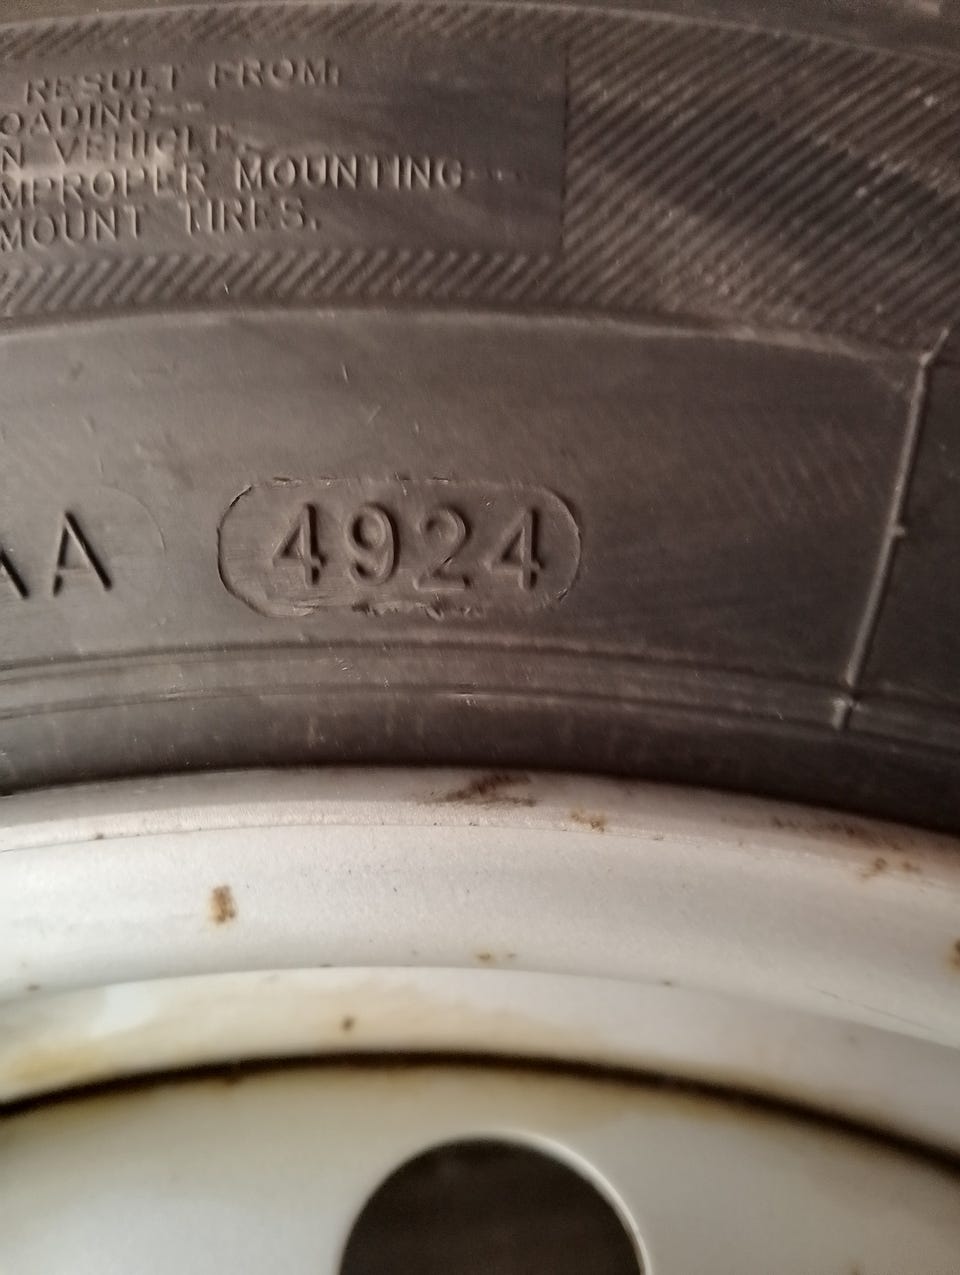 RESULT FROM:
OADING---
N VEHICLE.
MPROPER MOUNTING---
MOUNT TIRES.
AA 4924